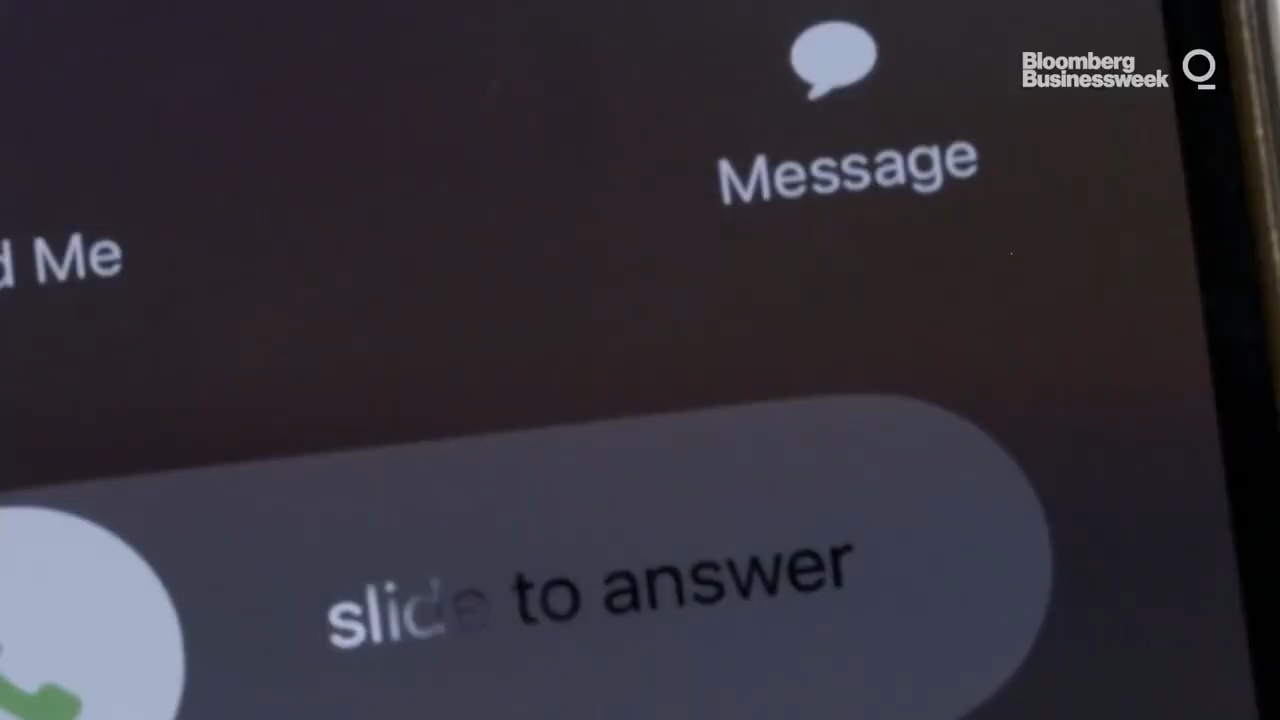 Bloomberg
Businessweek
Message
d Me
slide to answer